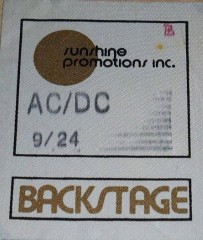 sunshine
promotions inc.
AC/DC
9/24
BACKSTAGE